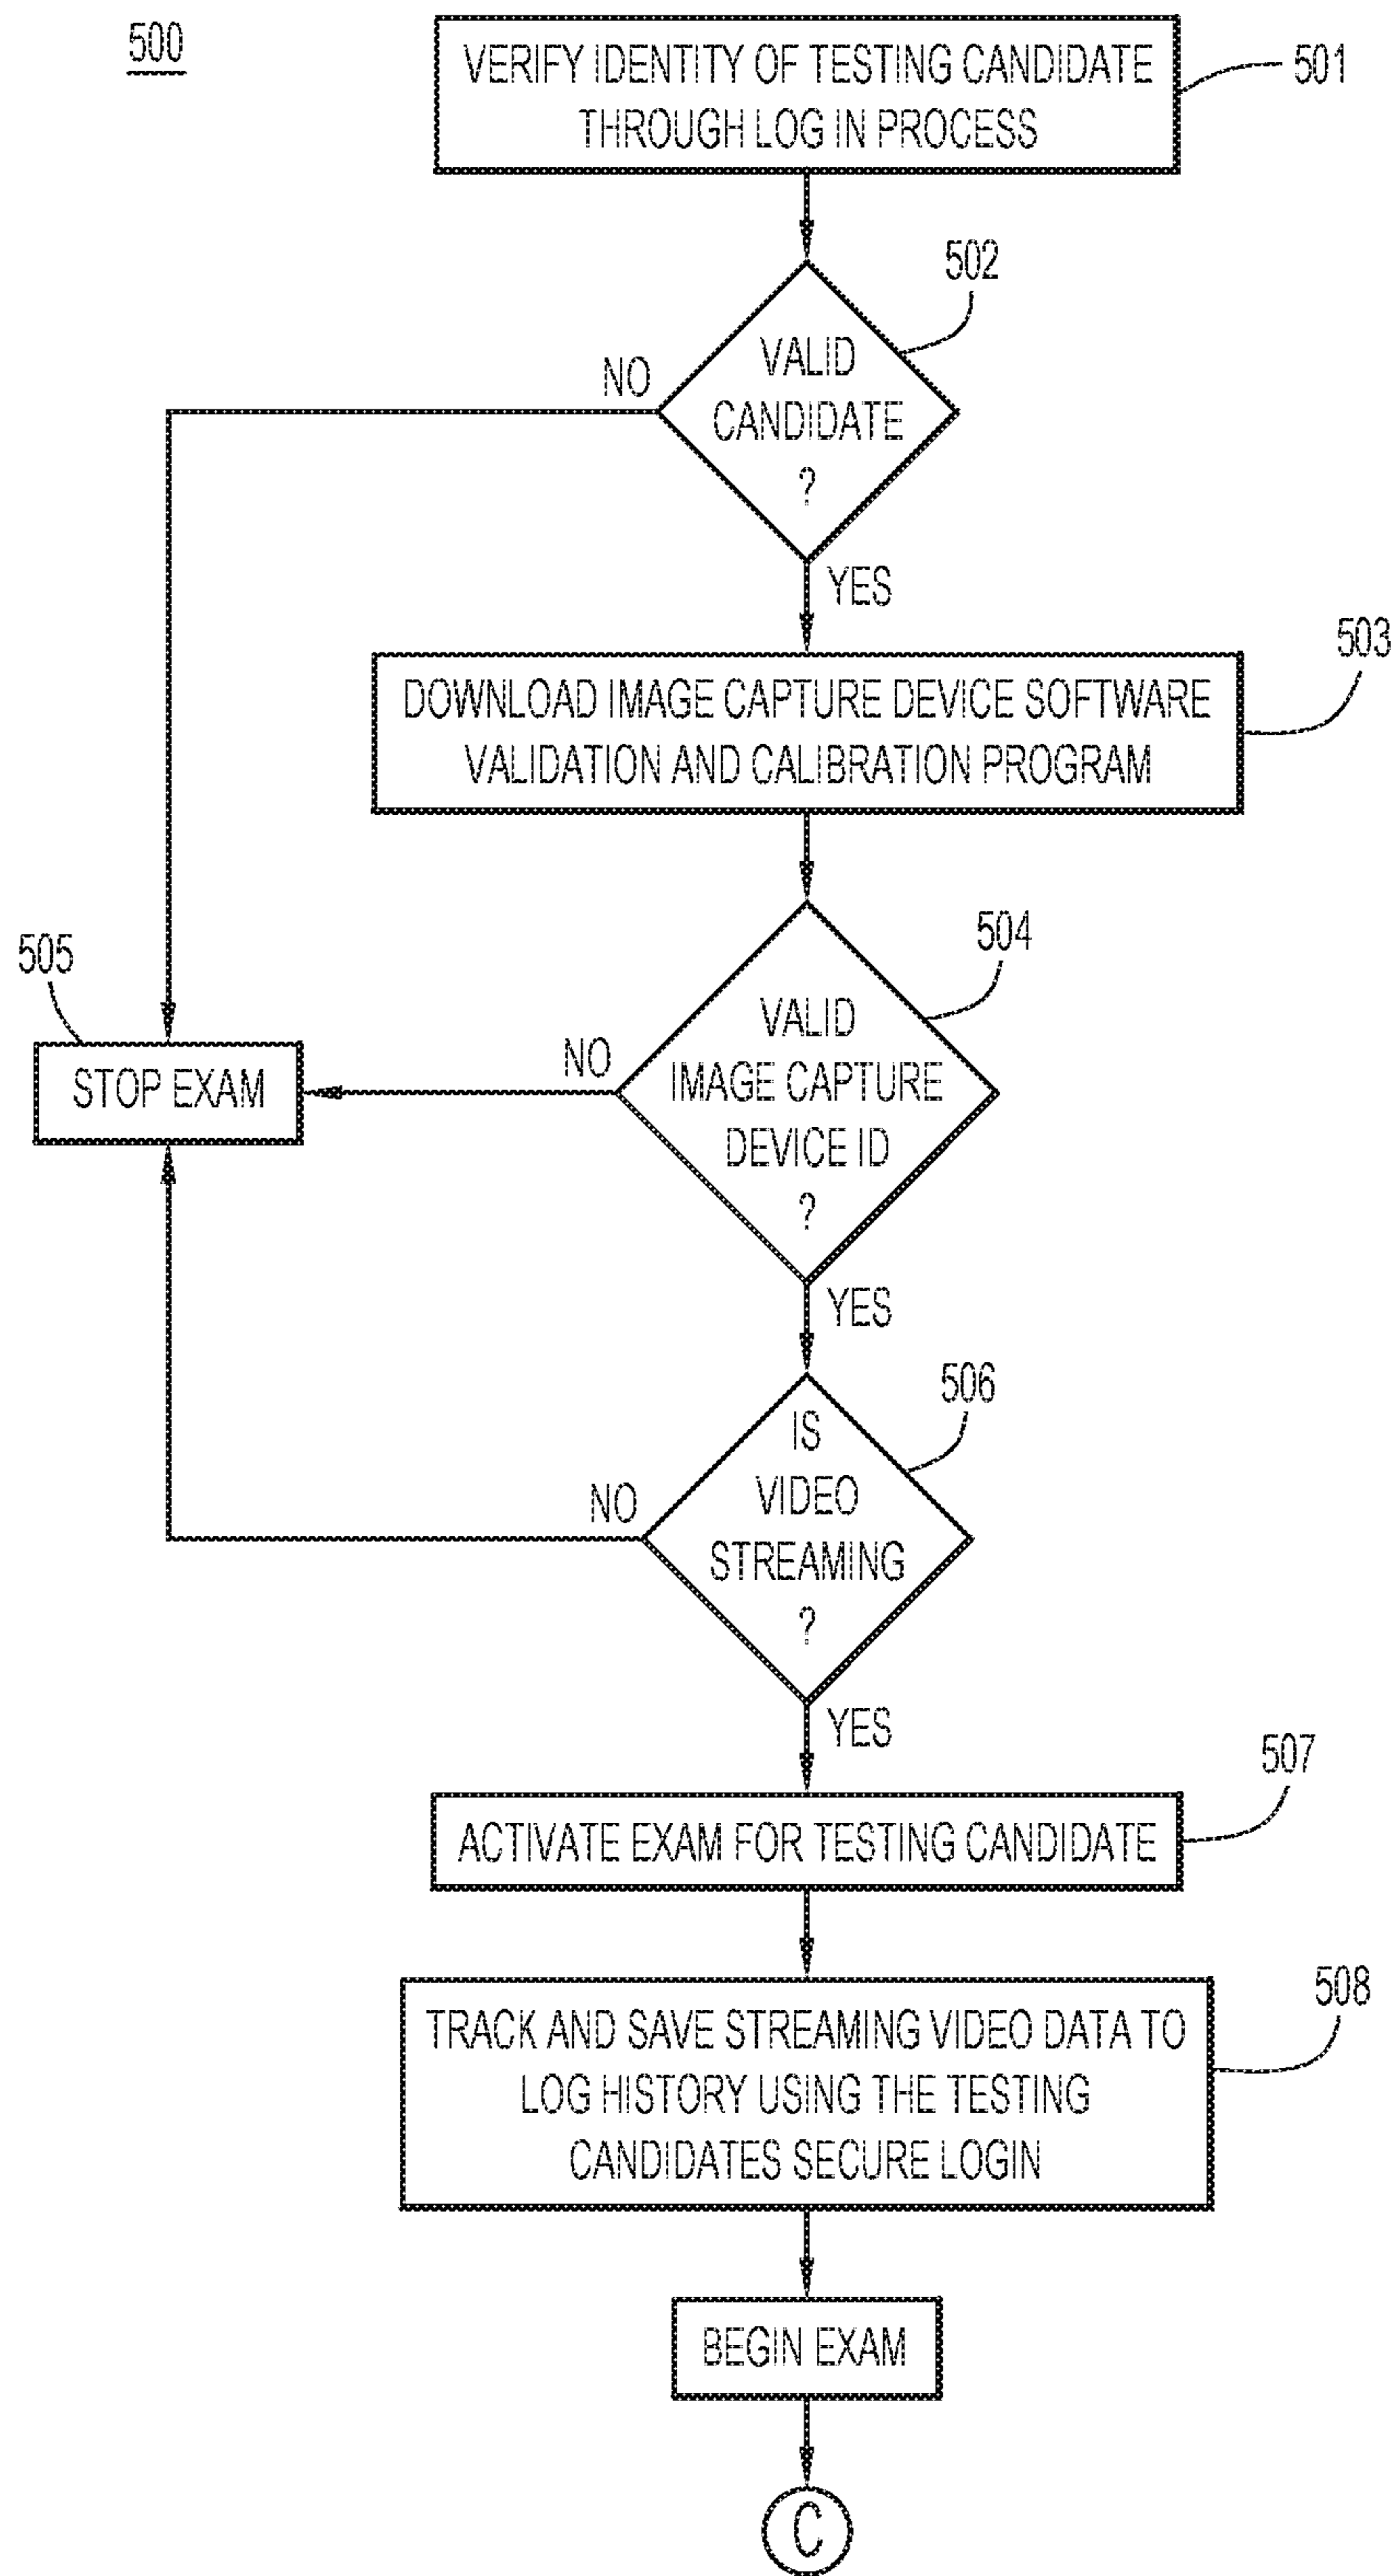 500
VERIFY IDENTITY OF TESTING CANDIDATE
THROUGH LOG IN PROCESS
501
502
VALID
CANDIDATE
?
NO
YES
503
DOWNLOAD IMAGE CAPTURE DEVICE SOFTWARE
VALIDATION AND CALIBRATION PROGRAM
504
VALID
IMAGE CAPTURE
DEVICE ID
?
NO
505
STOP EXAM
YES
506
IS
VIDEO
STREAMING
?
NO
YES
507
ACTIVATE EXAM FOR TESTING CANDIDATE
508
TRACK AND SAVE STREAMING VIDEO DATA TO
LOG HISTORY USING THE TESTING
CANDIDATES SECURE LOGIN
BEGIN EXAM
C